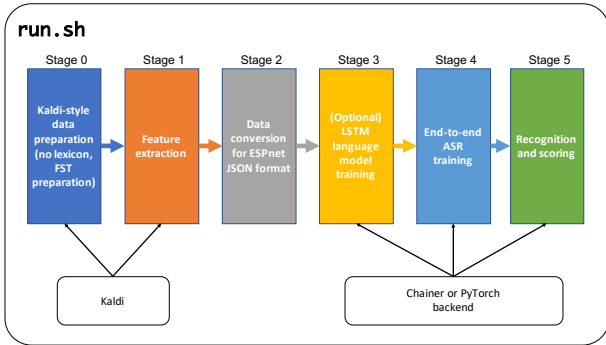 run.sh
Stage 0
Stage 1
Stage 2
Stage 3
Stage 4
Stage 5
Kaldi-style
data
preparation
(no lexicon,
FST
preparation)
Feature
extraction
Data
conversion
for ESPnet
JSON format
(Optional)
LSTM
language
model
training
End-to-end
ASR
training
Recognition
and scoring
Kaldi
Chainer or PyTorch
backend